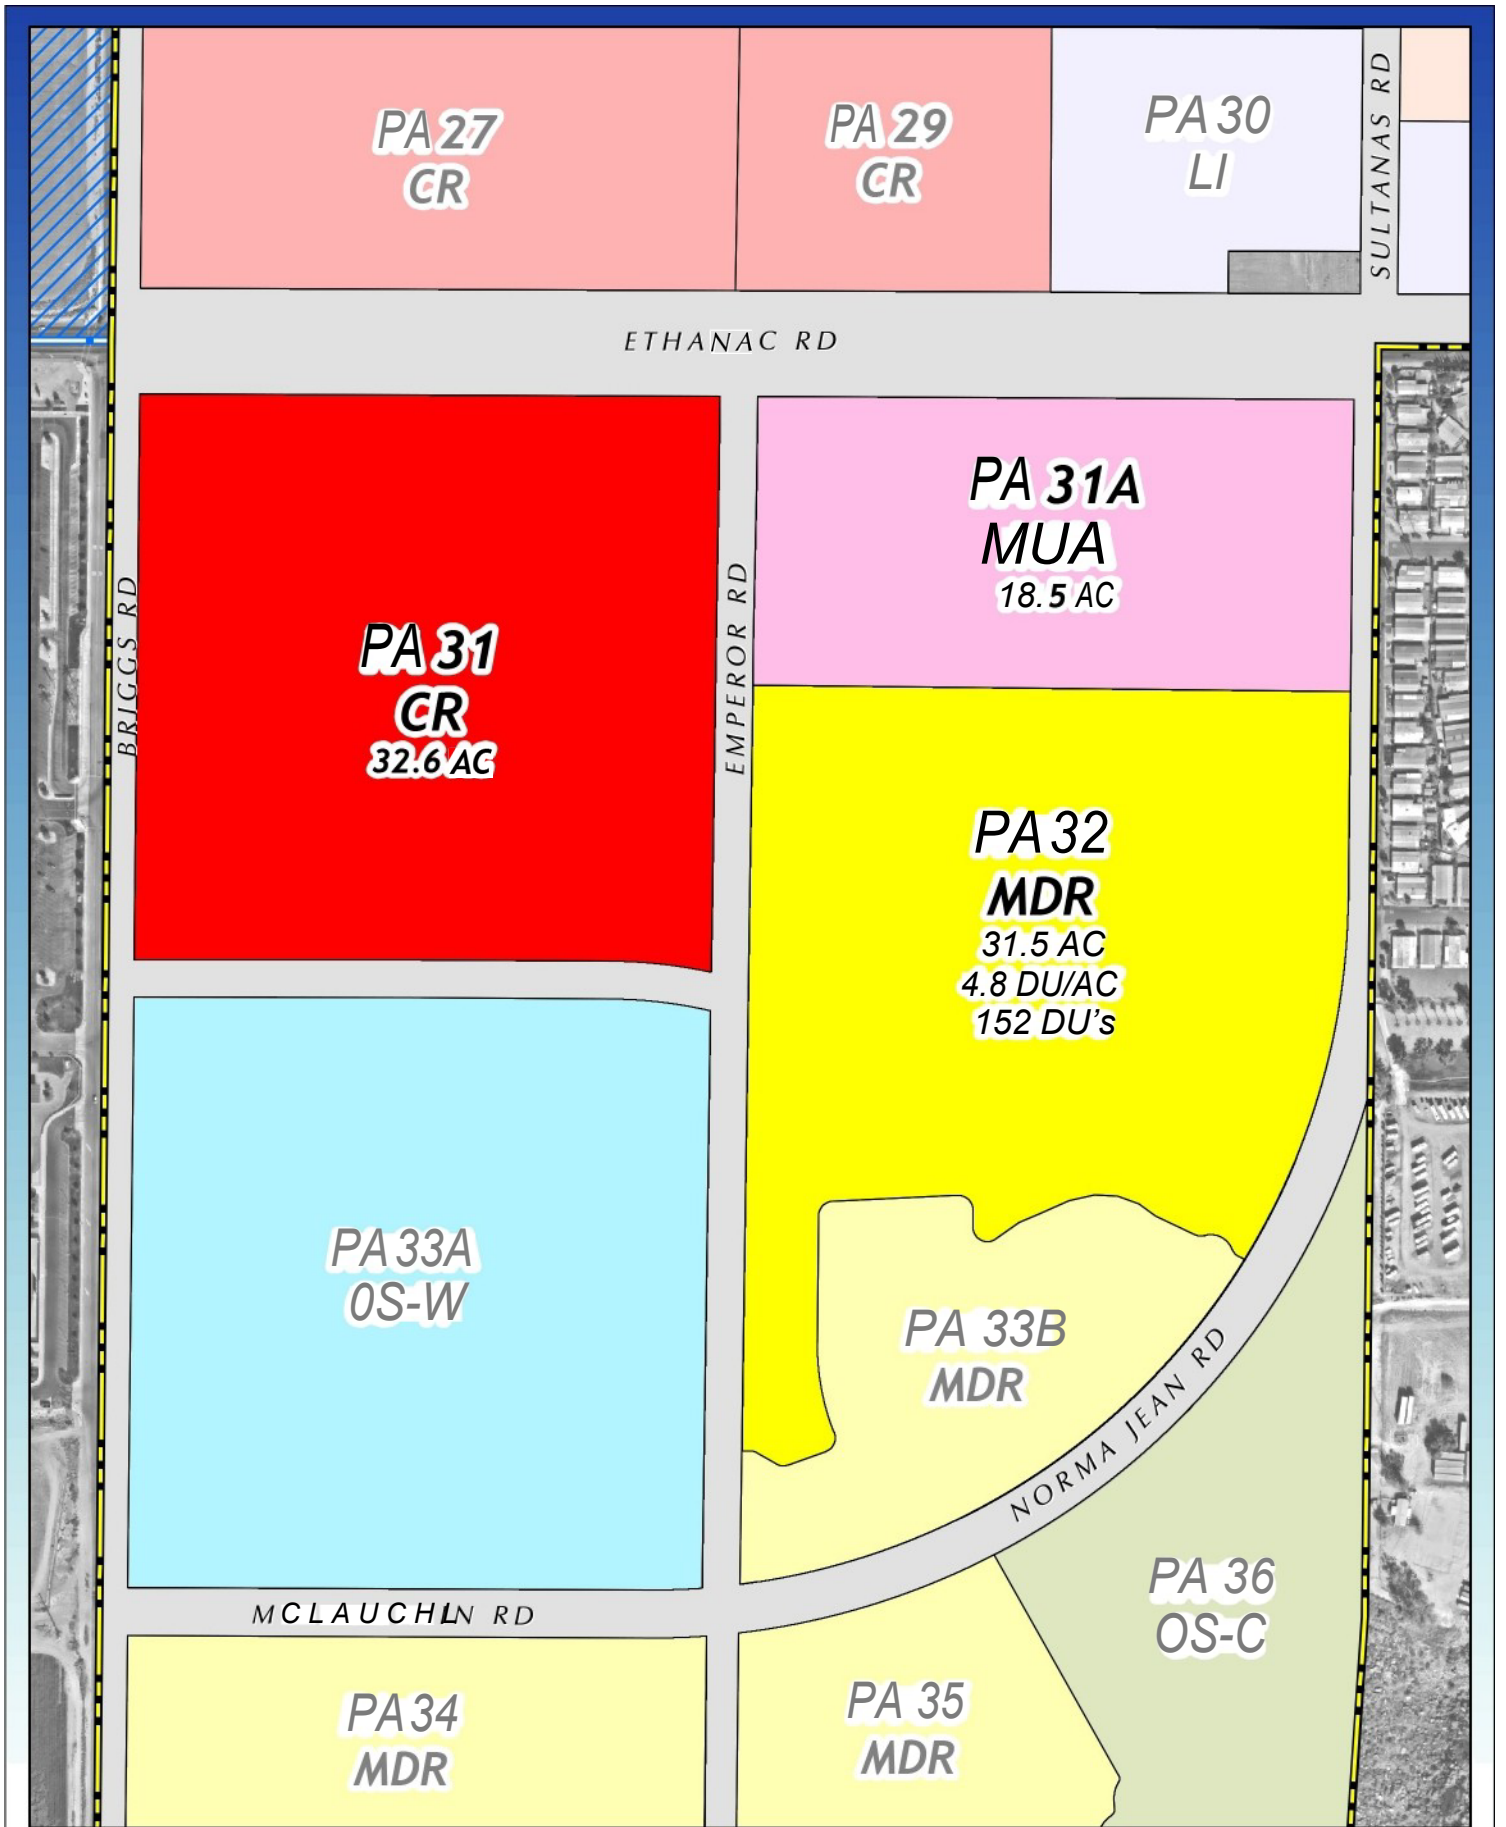 PA 27
CR
PA 29
CR
PA 30
LI
SULTANAS RD
ETHANAC RD
PA 31A
MUA
18.5 AC
BRIGGS RD
PA 31
CR
32.6 AC
EMPEROR RD
PA 32
MDR
31.5 AC
4.8 DU/AC
152 DU's
PA 33A
0S-W
PA 33B
MDR
NORMA JEAN RD
PA 36
OS-C
MCLAUCHLN RD
PA 34
MDR
PA 35
MDR